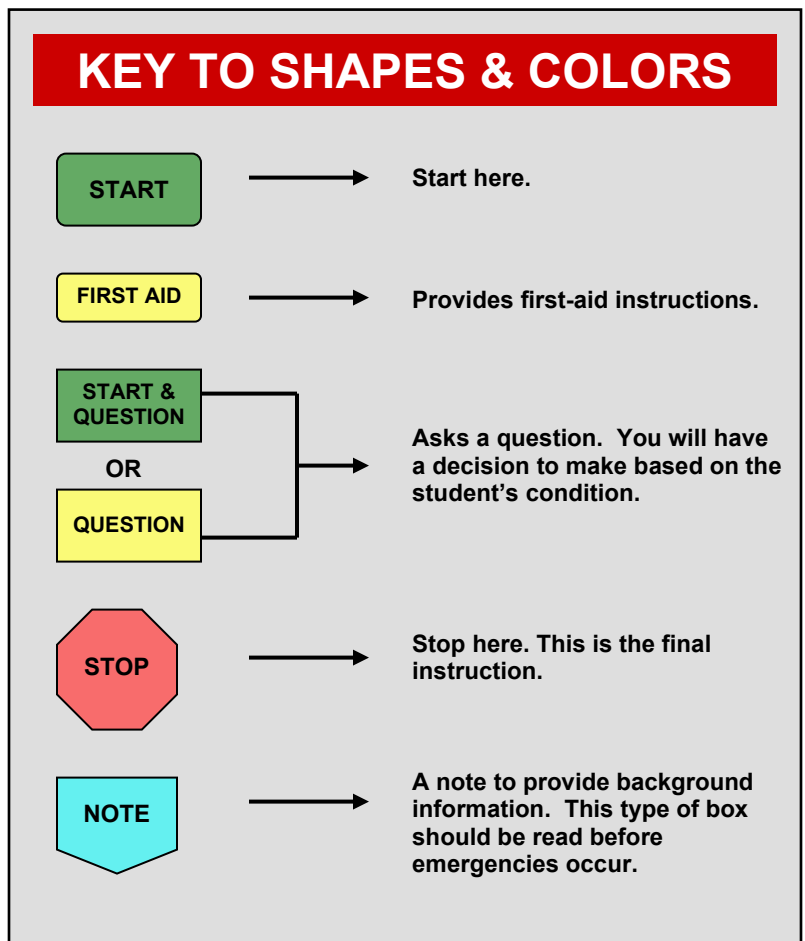 KEY TO SHAPES & COLORS
START
Start here.
FIRST AID
Provides first-aid instructions.
START &
QUESTION
OR
QUESTION
Asks a question.  You will have
a decision to make based on the
student’s condition.
STOP
Stop here. This is the final
instruction.
NOTE
A note to provide background
information.  This type of box
should be read before
emergencies occur.